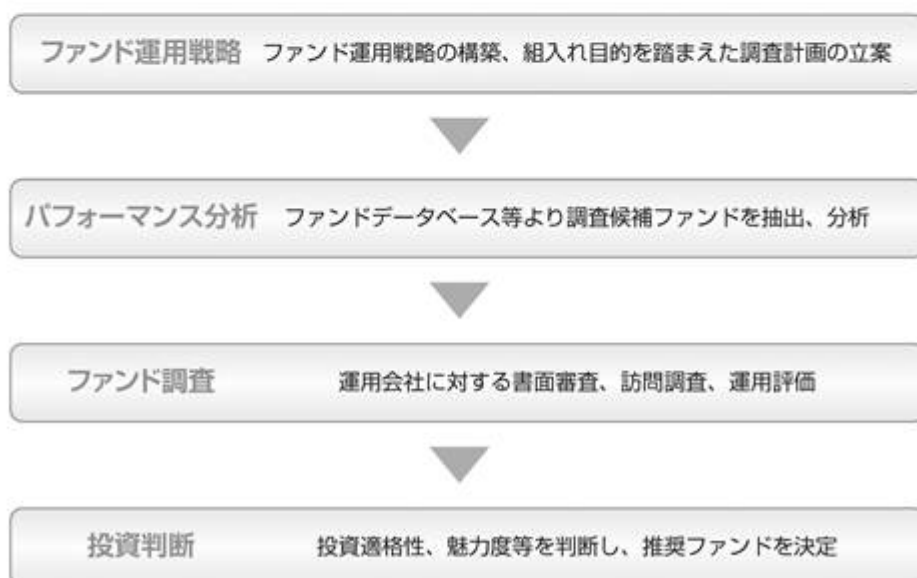 ファンド運用戦略 ファンド運用戦略の構築、組入れ目的を踏まえた調査計画の立案
パフォーマンス分析 ファンドデータベース等より調査候補ファンドを抽出、分析
ファンド調査 運用会社に対する書面審査、訪問調査、運用評価
投資判断 投資適格性、魅力度等を判断し、推奨ファンドを決定